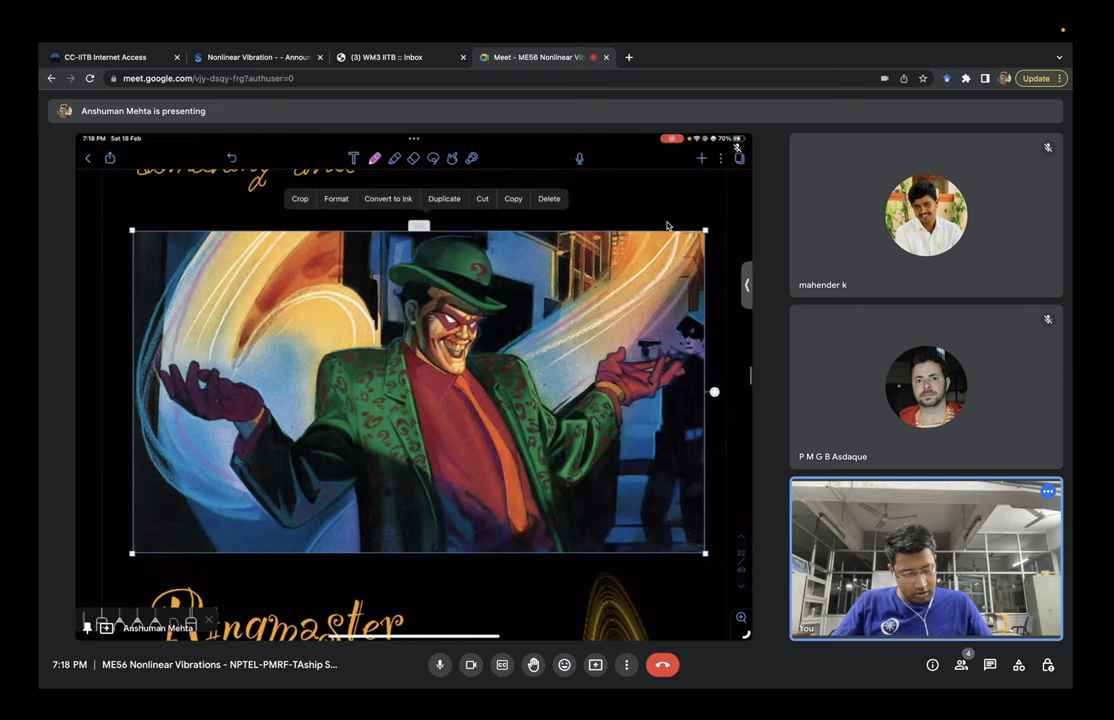 CC-IITB Internet Access
Nonlinear Vibration - - Announ
(3) WM3 IITB :: Inbox
Meet - ME56 Nonlinear Vib
meet.google.com/vjy-dsqy-frg?authuser=0
Update
Anshuman Mehta is presenting
7:18 PM Sat 18 Feb
70%
Crop
Format
Convert to Ink
Duplicate
Cut
Copy
Delete
?
mahender k
P M G B Asdaque
22
49
Ringmaster
Anshuman Mehta
You
7:18 PM | ME56 Nonlinear Vibrations - NPTEL-PMRF-TAship S...
4